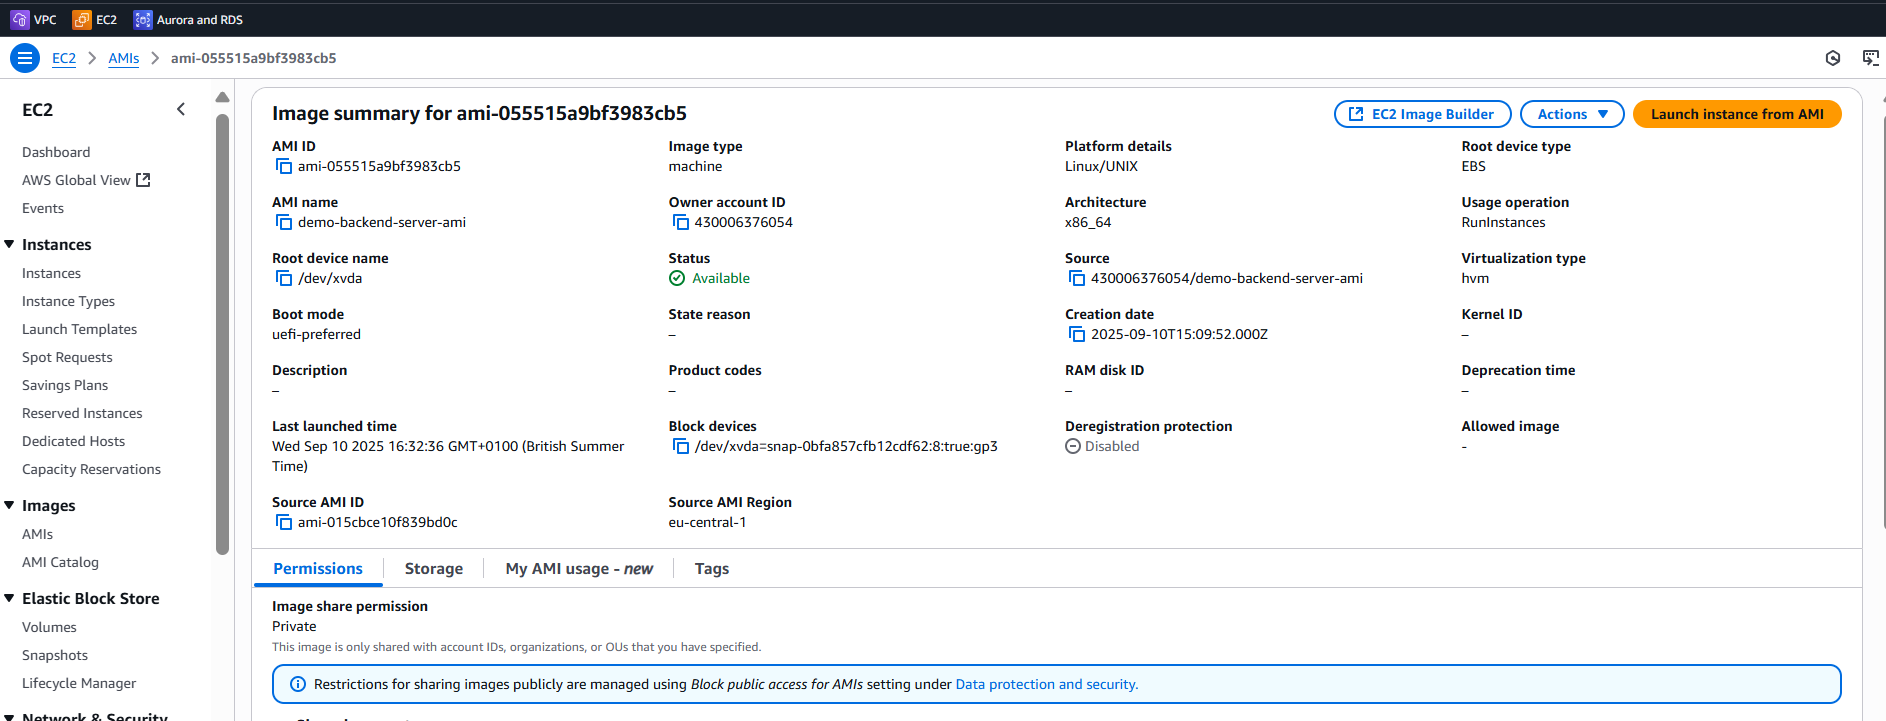 VPC EC2 Aurora and RDS
EC2 AMIs ami-055515a9bf3983cb5
EC2
Dashboard
AWS Global View
Events
Instances
Instances
Instance Types
Launch Templates
Spot Requests
Savings Plans
Reserved Instances
Dedicated Hosts
Capacity Reservations
Images
AMIs
AMI Catalog
Elastic Block Store
Volumes
Snapshots
Lifecycle Manager
Network & Security
Image summary for ami-055515a9bf3983cb5
EC2 Image Builder
Actions
Launch instance from AMI
AMI ID
ami-055515a9bf3983cb5
Image type
machine
Platform details
Linux/UNIX
Root device type
EBS
AMI name
demo-backend-server-ami
Owner account ID
430006376054
Architecture
x86_64
Usage operation
RunInstances
Root device name
/dev/xvda
Status
Available
Source
430006376054/demo-backend-server-ami
Virtualization type
hvm
Boot mode
uefi-preferred
State reason
–
Creation date
2025-09-10T15:09:52.000Z
Kernel ID
–
Description
–
Product codes
–
RAM disk ID
–
Deprecation time
–
Last launched time
Wed Sep 10 2025 16:32:36 GMT+0100 (British Summer
Time)
Block devices
/dev/xvda=snap-0bfa857cfb12cdf62:8:true:gp3
Deregistration protection
Disabled
Allowed image
-
Source AMI ID
ami-015cbce10f839bd0c
Source AMI Region
eu-central-1
Permissions
Storage
My AMI usage - new
Tags
Image share permission
Private
This image is only shared with account IDs, organizations, or OUs that you have specified.
Restrictions for sharing images publicly are managed using Block public access for AMIs setting under Data protection and security.